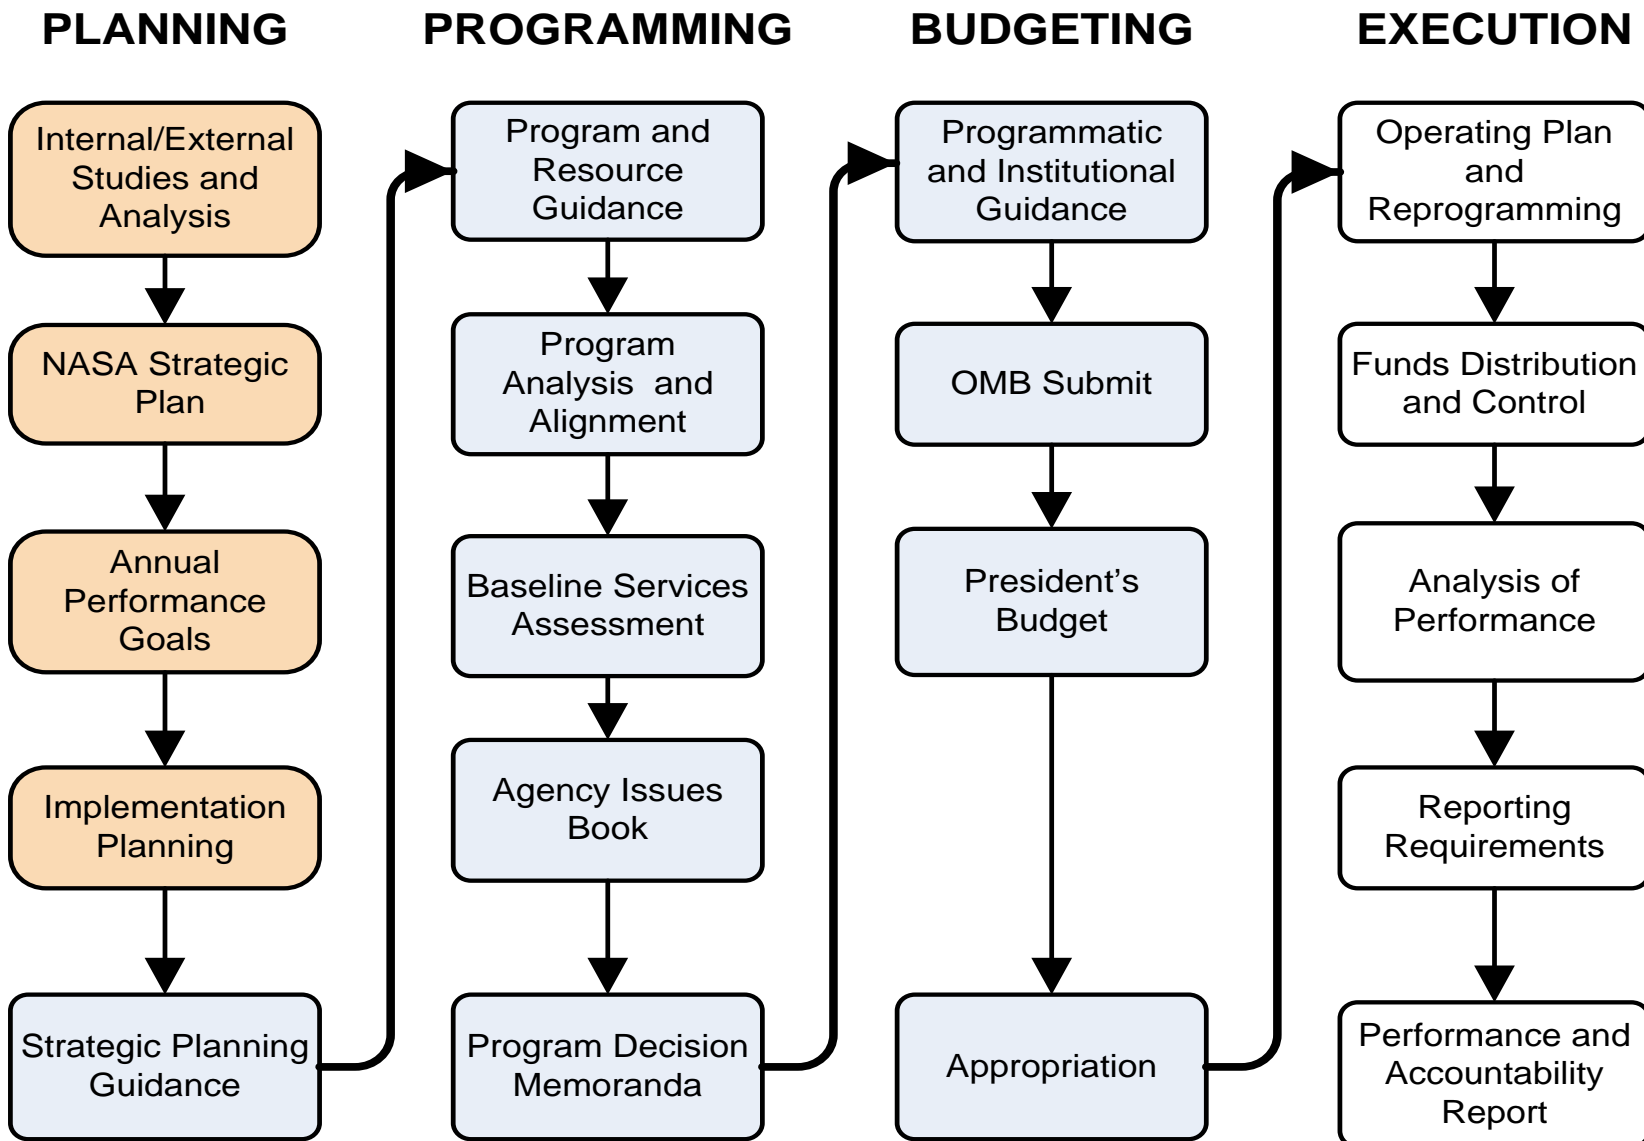 PLANNING
Internal/External
Studies and
Analysis
NASA Strategic
Plan
Annual
Performance
Goals
Implementation
Planning
Strategic Planning
Guidance
PROGRAMMING
Program and
Resource
Guidance
Program
Analysis and
Alignment
Baseline Services
Assessment
Agency Issues
Book
Program Decision
Memoranda
BUDGETING
Programmatic
and Institutional
Guidance
OMB Submit
President’s
Budget
Appropriation
EXECUTION
Operating Plan
and
Reprogramming
Funds Distribution
and Control
Analysis of
Performance
Reporting
Requirements
Performance and
Accountability
Report